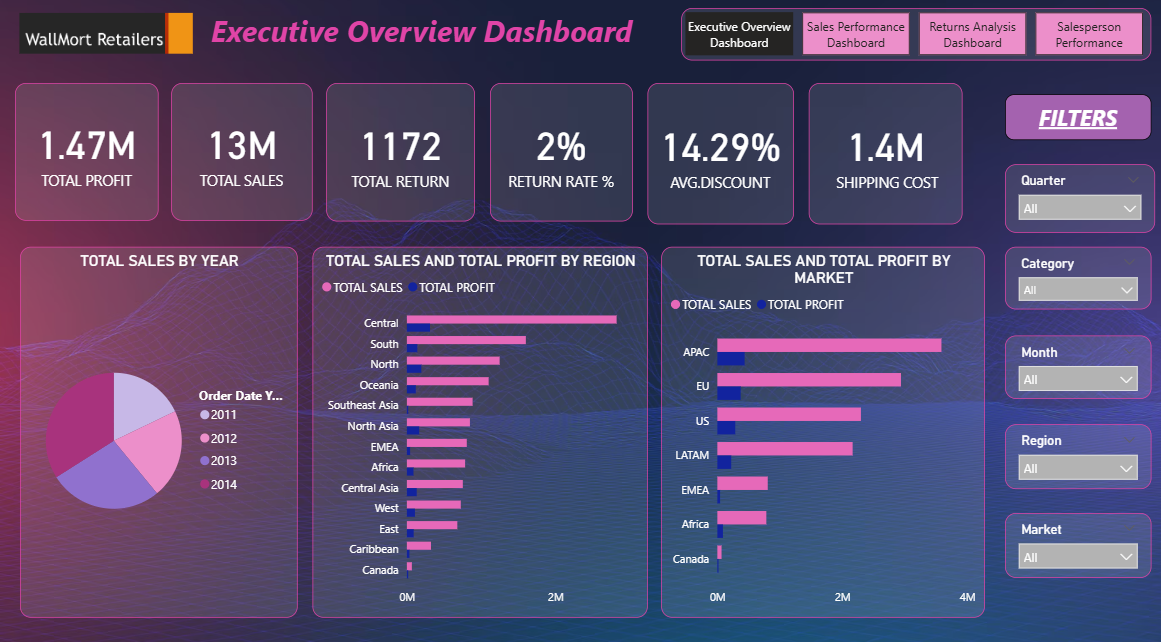 WallMort Retailers
Executive Overview Dashboard
Executive Overview
Dashboard
Sales Performance
Dashboard
Returns Analysis
Dashboard
Salesperson
Performance
1.47M
TOTAL PROFIT
13M
TOTAL SALES
1172
TOTAL RETURN
2%
RETURN RATE %
14.29%
AVG.DISCOUNT
1.4M
SHIPPING COST
FILTERS
Quarter
All
Category
All
Month
All
Region
All
Market
All
TOTAL SALES BY YEAR
Order Date Y...
2011
2012
2013
2014
TOTAL SALES AND TOTAL PROFIT BY REGION
TOTAL SALES TOTAL PROFIT
Central
South
North
Oceania
Southeast Asia
North Asia
EMEA
Africa
Central Asia
West
East
Caribbean
Canada
0M 2M
TOTAL SALES AND TOTAL PROFIT BY
MARKET
TOTAL SALES TOTAL PROFIT
APAC
EU
US
LATAM
EMEA
Africa
Canada
0M 2M 4M